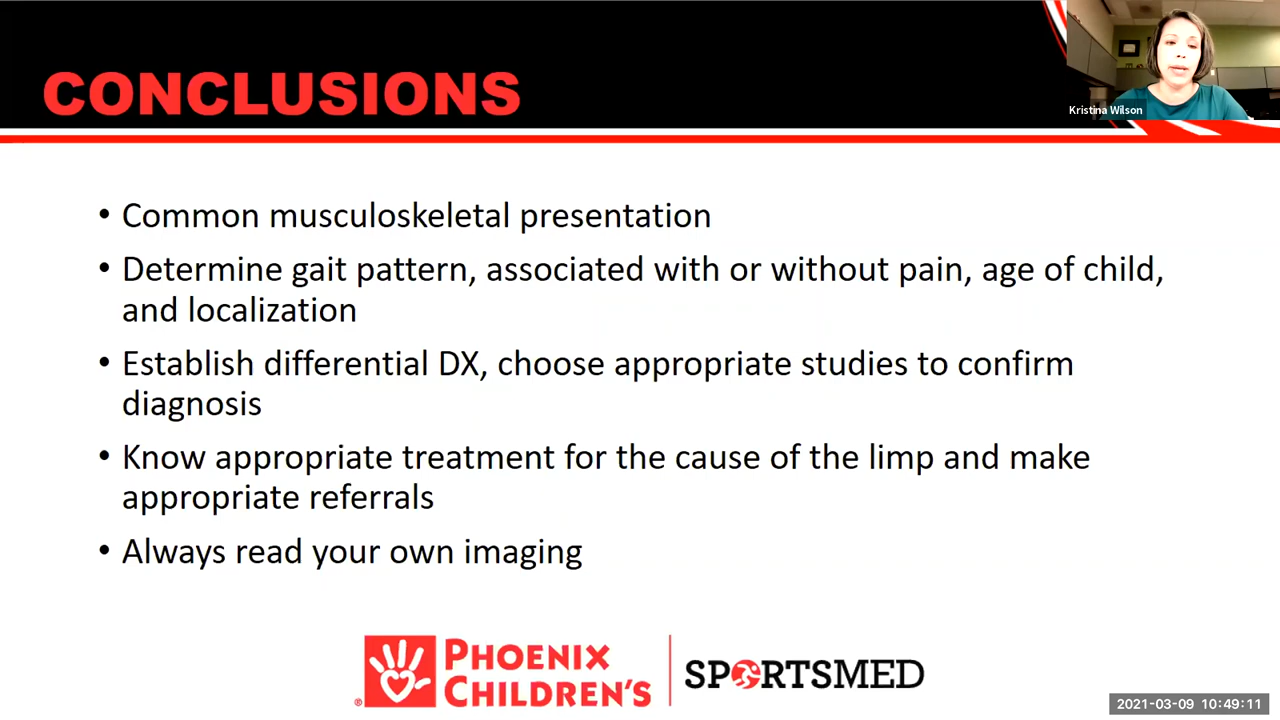 CONCLUSIONS
Kristina Wilson
• Common musculoskeletal presentation
• Determine gait pattern, associated with or without pain, age of child,
and localization
• Establish differential DX, choose appropriate studies to confirm
diagnosis
• Know appropriate treatment for the cause of the limp and make
appropriate referrals
• Always read your own imaging
® PHOENIX
CHILDREN'S
SPORTSMED
2021-03-09 10:49:11